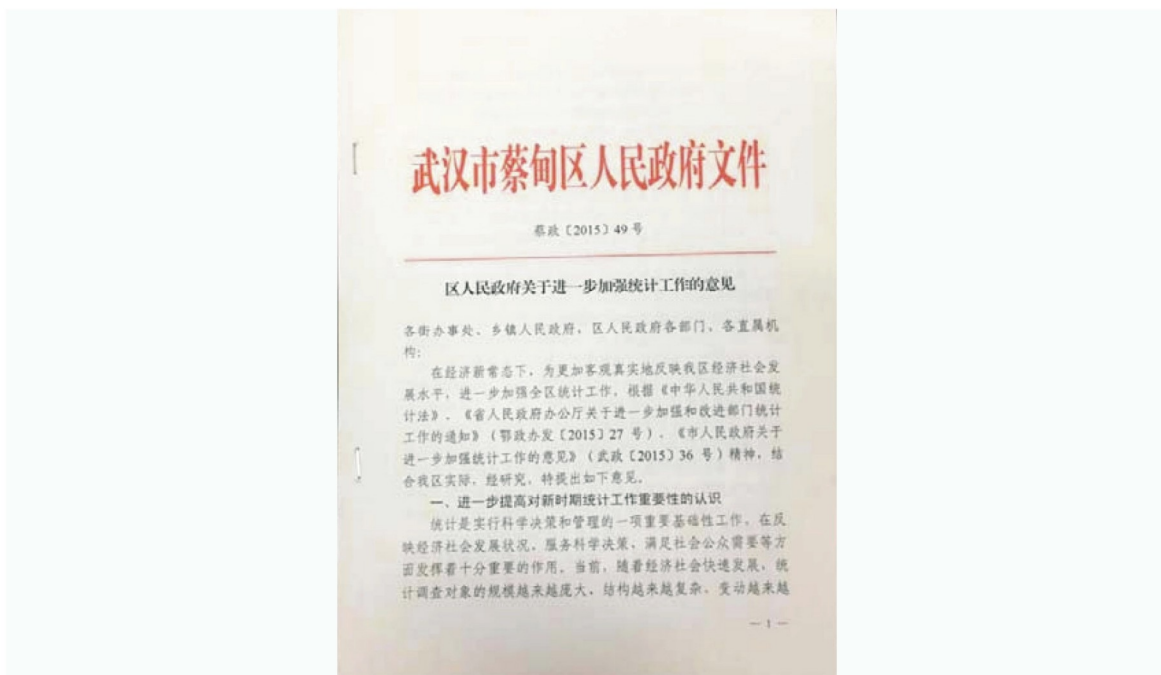 武汉市蔡甸区人民政府文件
蔡政〔2015〕49 号
区人民政府关于进一步加强统计工作的意见
各街办事处、乡镇人民政府，区人民政府各部门、各直属机
构：
在经济新常态下，为更加客观真实地反映我区经济社会发
展水平，进一步加强全区统计工作，根据《中华人民共和国统
计法》、《省人民政府办公厅关于进一步加强和改进部门统计
工作的通知》（鄂政办发〔2015〕27 号）、《市人民政府关于
进一步加强统计工作的意见》（武政〔2015〕36 号）精神，结
合我区实际，经研究，特提出如下意见。
一、进一步提高对新时期统计工作重要性的认识
统计是实行科学决策和管理的一项重要基础性工作，在反
映经济社会发展状况，服务科学决策、满足社会公众需要等方
面发挥着十分重要的作用。当前，随着经济社会快速发展，统
计调查对象的规模越来越庞大、结构越来越复杂、变动越来越
— 1 —